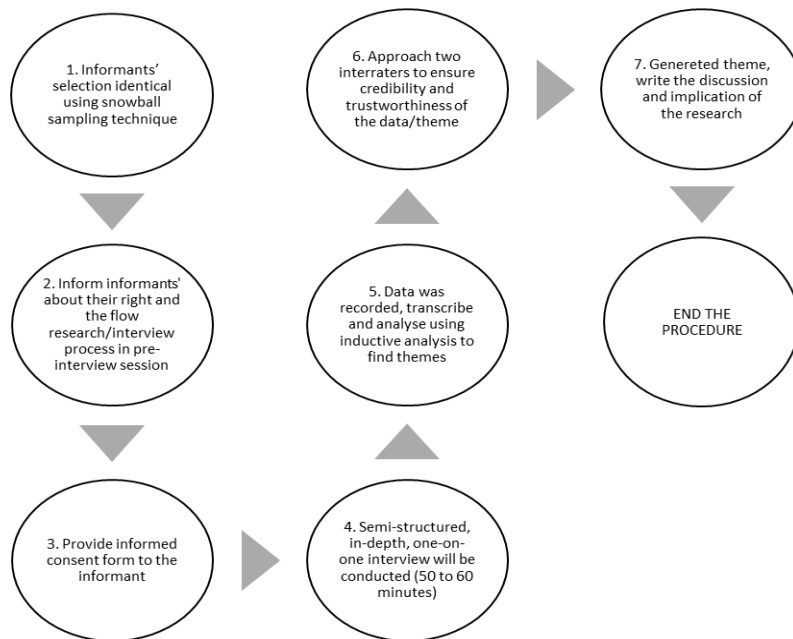 1. Informants’
selection identical
using snowball
sampling technique
2. Inform informants'
about their right and
the flow
research/interview
process in pre-
interview session
3. Provide informed
consent form to the
informant
4. Semi-structured,
in-depth, one-on-
one interview will be
conducted (50 to 60
minutes)
5. Data was
recorded, transcribe
and analyse using
inductive analysis to
find themes
6. Approach two
interraters to ensure
credibility and
trustworthiness of
the data/theme
7. Genereted theme,
write the discussion
and implication of
the research
END THE
PROCEDURE